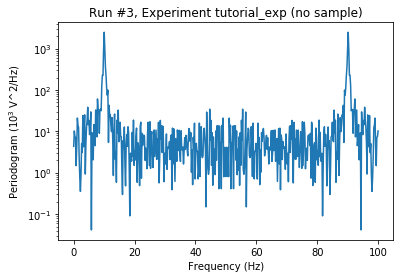 Run #3, Experiment tutorial_exp (no sample)
Periodogram (10³ V^2/Hz)
10³
10²
10¹
10⁰
10⁻¹
0 20 40 60 80 100
Frequency (Hz)